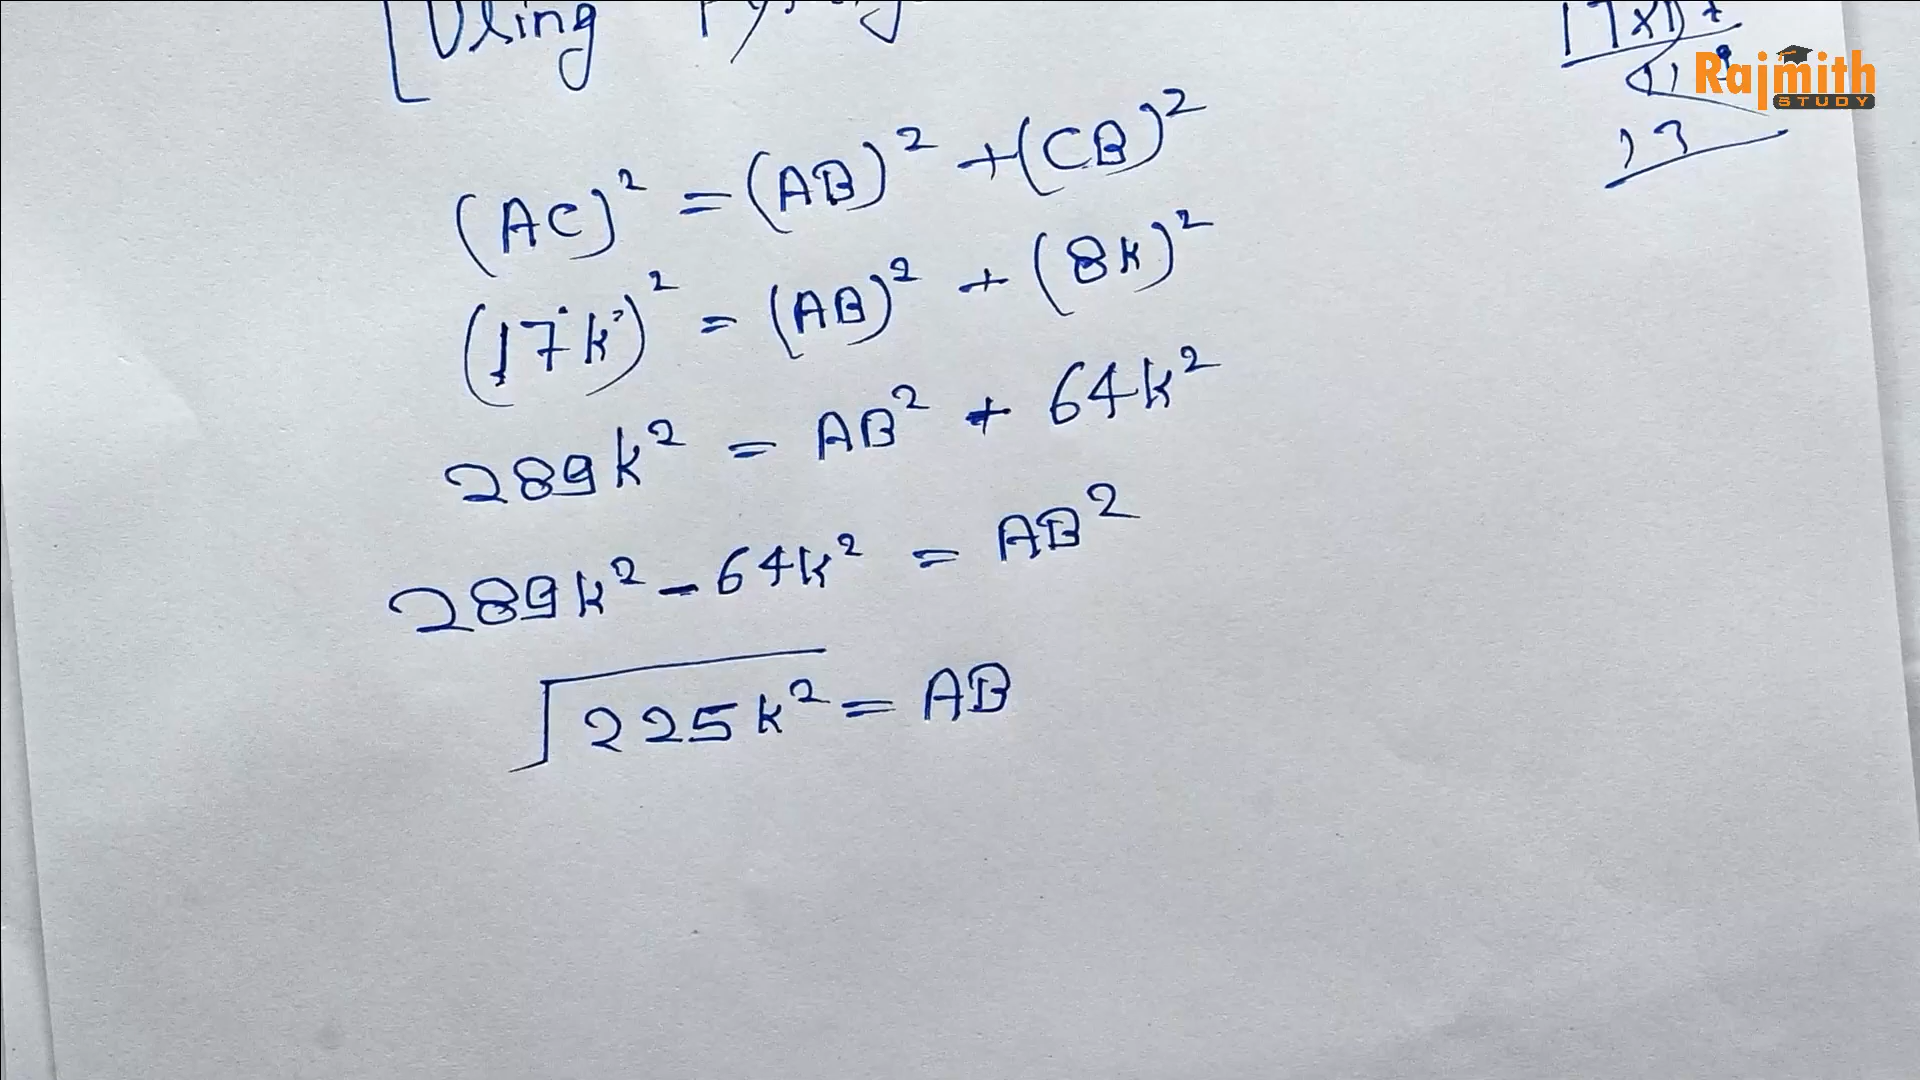 [Using
(AC)² = (AB)² + (CB)²
(17k)² = (AB)² + (8k)²
289k² = AB² + 64k²
289k² - 64k² = AB²
√225k² = AB
Rajmith
STUDY